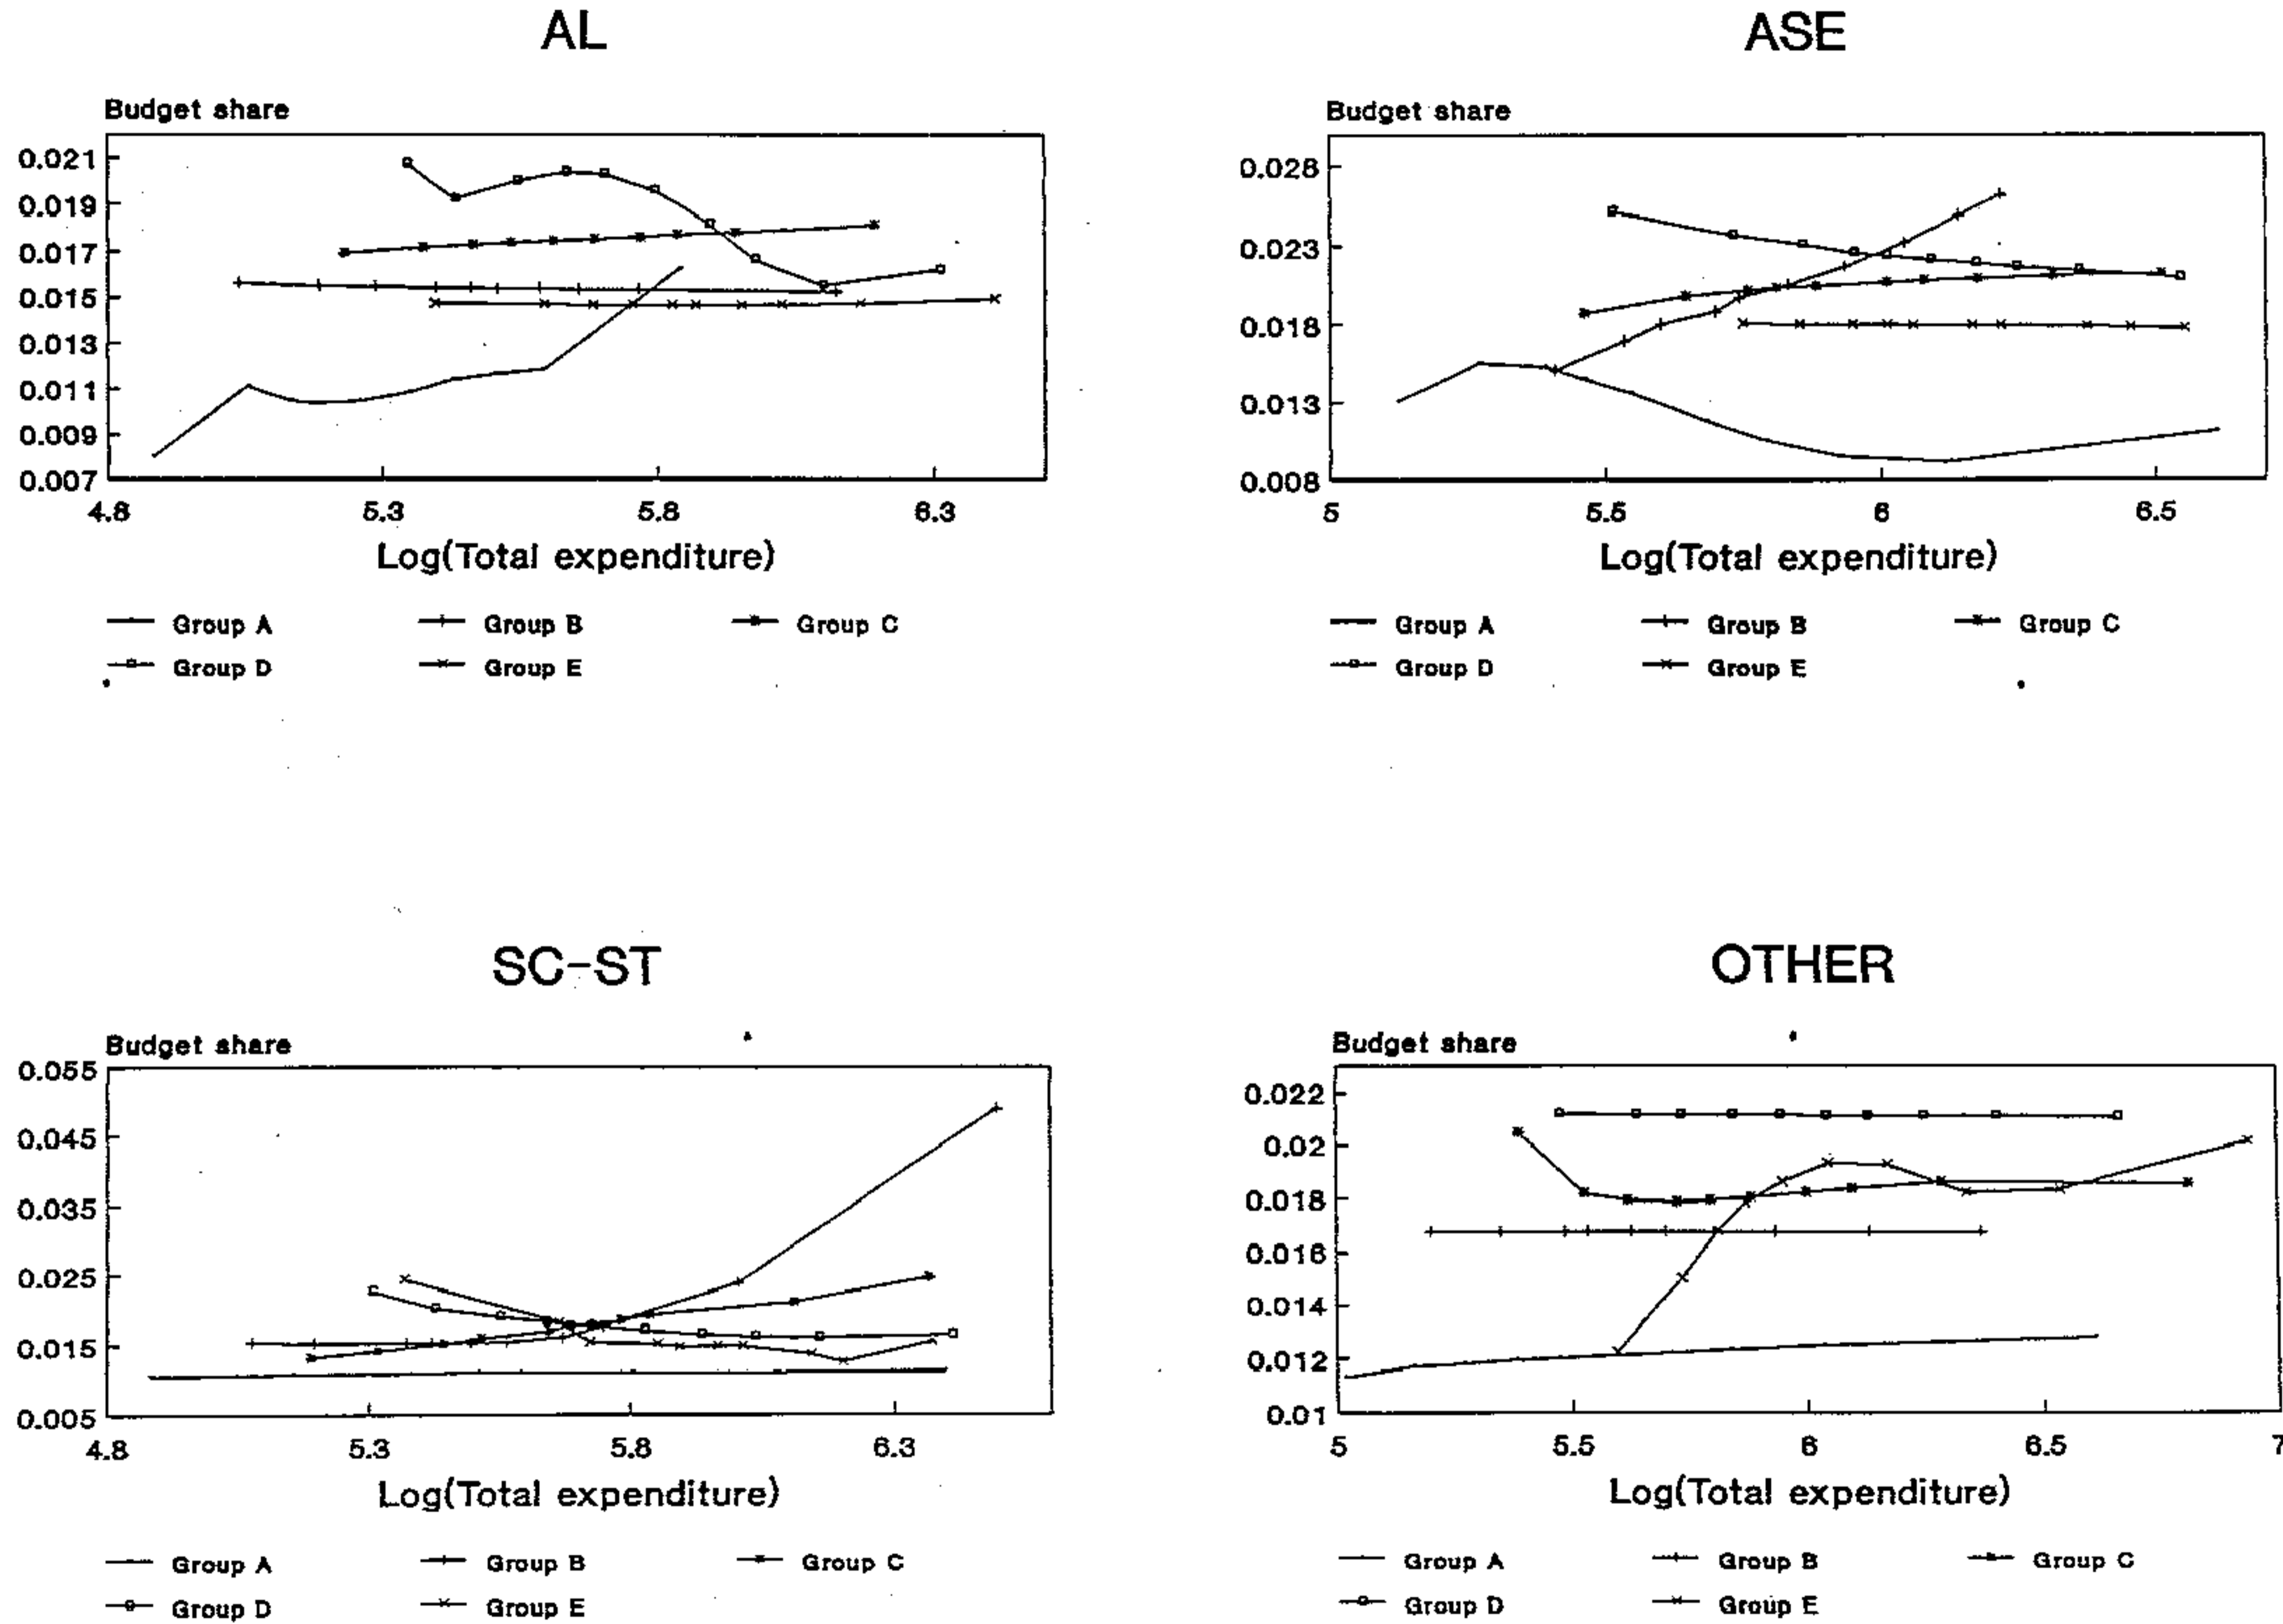 AL
Budget share
0.021
0.019
0.017
0.015
0.013
0.011
0.009
0.007
4.8 5.3 5.8 6.3
Log(Total expenditure)
Group A Group B Group C
Group D Group E
ASE
Budget share
0.028
0.023
0.018
0.013
0.008
5 5.5 6 6.5
Log(Total expenditure)
Group A Group B Group C
Group D Group E
SC-ST
Budget share
0.055
0.045
0.035
0.025
0.015
0.005
4.8 5.3 5.8 6.3
Log(Total expenditure)
Group A Group B Group C
Group D Group E
OTHER
Budget share
0.022
0.02
0.018
0.016
0.014
0.012
0.01
5 5.5 6 6.5 7
Log(Total expenditure)
Group A Group B Group C
Group D Group E